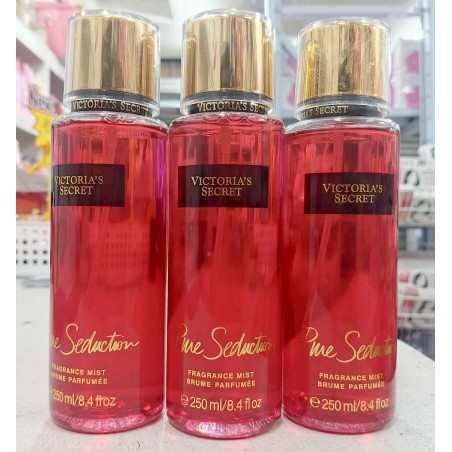 VICTORIA'S SECRET
VICTORIA'S
SECRET
Pure Seduction
FRAGRANCE MIST
BRUME PARFUMÉE
250 ml/8.4 fl oz
VICTORIA'S SECRET
VICTORIA'S
SECRET
Pure Seduction
FRAGRANCE MIST
BRUME PARFUMÉE
℮ 250 ml/8.4 fl oz
SECRET
VICTORIA'S
SECRET
Pure Seduction
FRAGRANCE MIST
BRUME PARFUMÉE
℮ 250 ml/8.4 fl oz